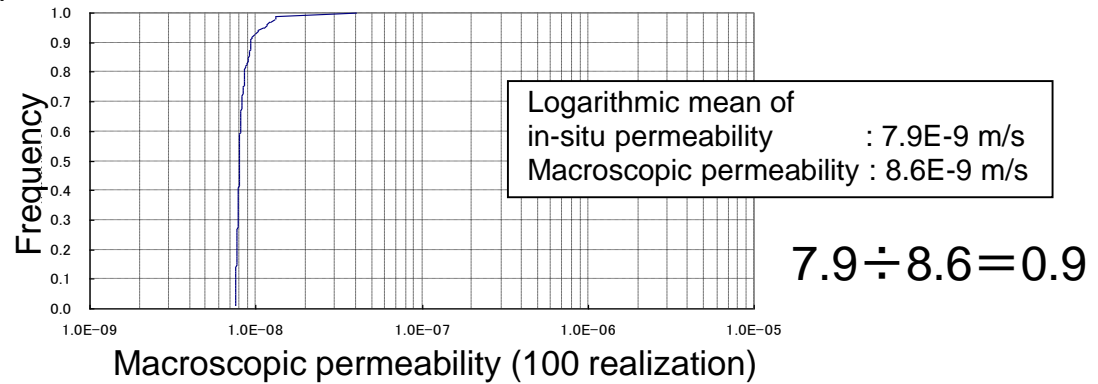 1.0
0.9
0.8
0.7
0.6
0.5
0.4
0.3
0.2
0.1
0.0
Frequency
1.0E-09 1.0E-08 1.0E-07 1.0E-06 1.0E-05
Macroscopic permeability (100 realization)
Logarithmic mean of
in-situ permeability : 7.9E-9 m/s
Macroscopic permeability : 8.6E-9 m/s
7.9÷8.6=0.9